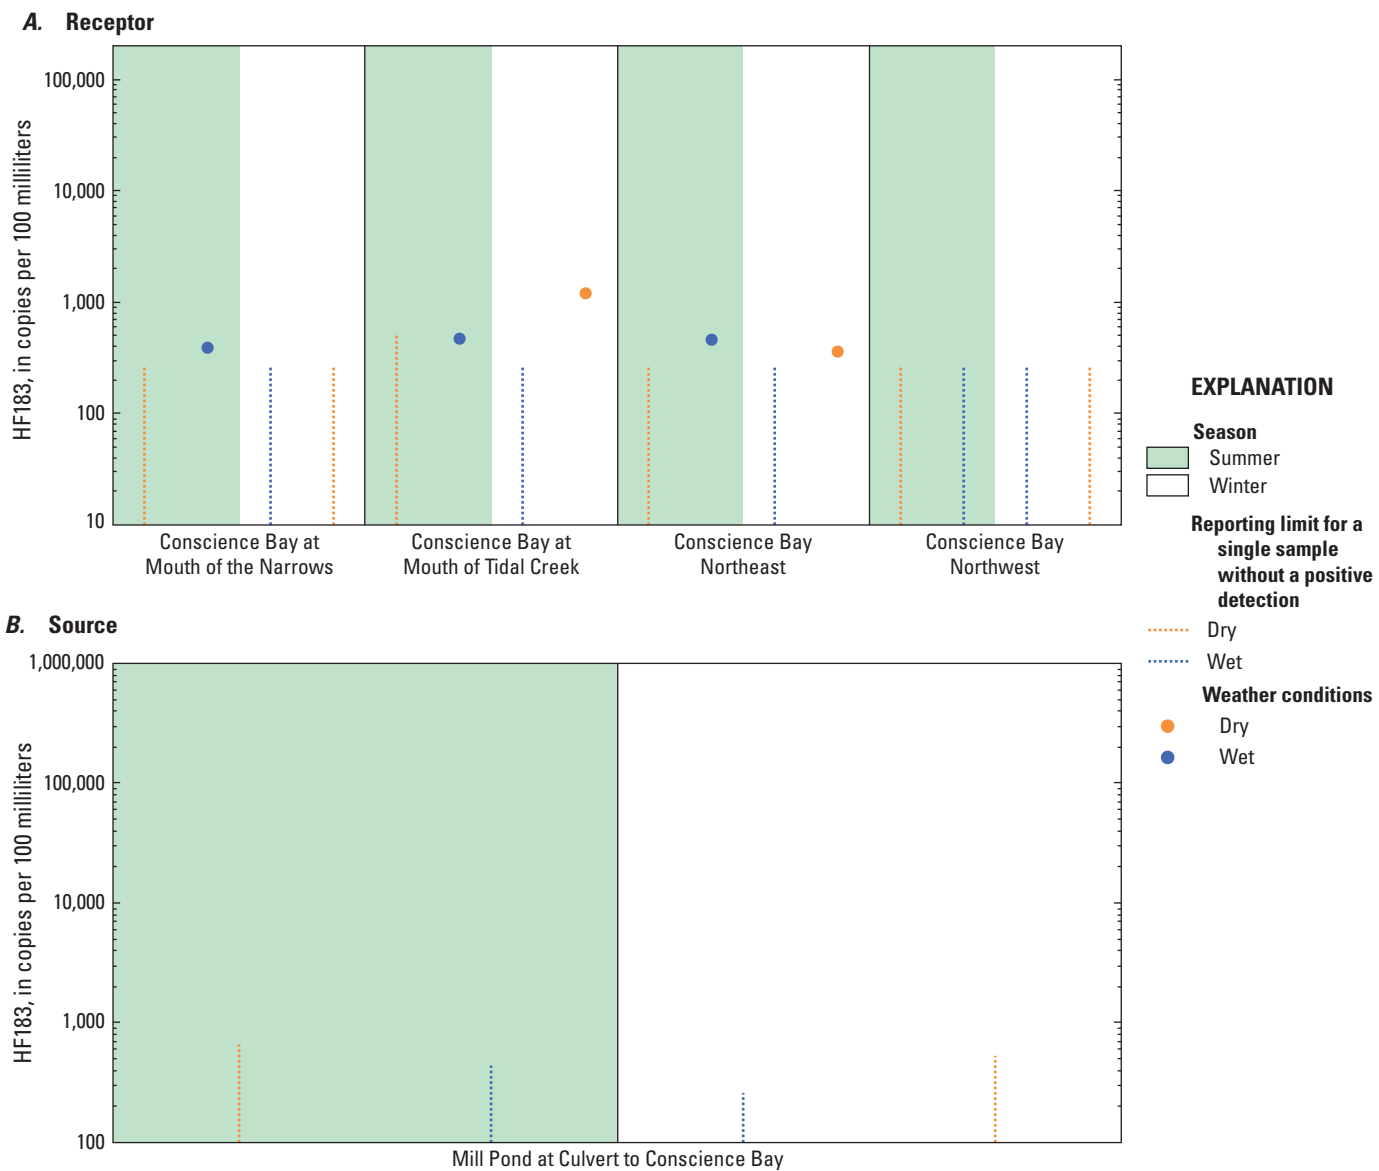 A. Receptor
HF183, in copies per 100 milliliters
100,000
10,000
1,000
100
10
Conscience Bay at
Mouth of the Narrows
Conscience Bay at
Mouth of Tidal Creek
Conscience Bay
Northeast
Conscience Bay
Northwest
B. Source
HF183, in copies per 100 milliliters
1,000,000
100,000
10,000
1,000
100
Mill Pond at Culvert to Conscience Bay
EXPLANATION
Season
Summer
Winter
Reporting limit for a
single sample
without a positive
detection
Dry
Wet
Weather conditions
Dry
Wet